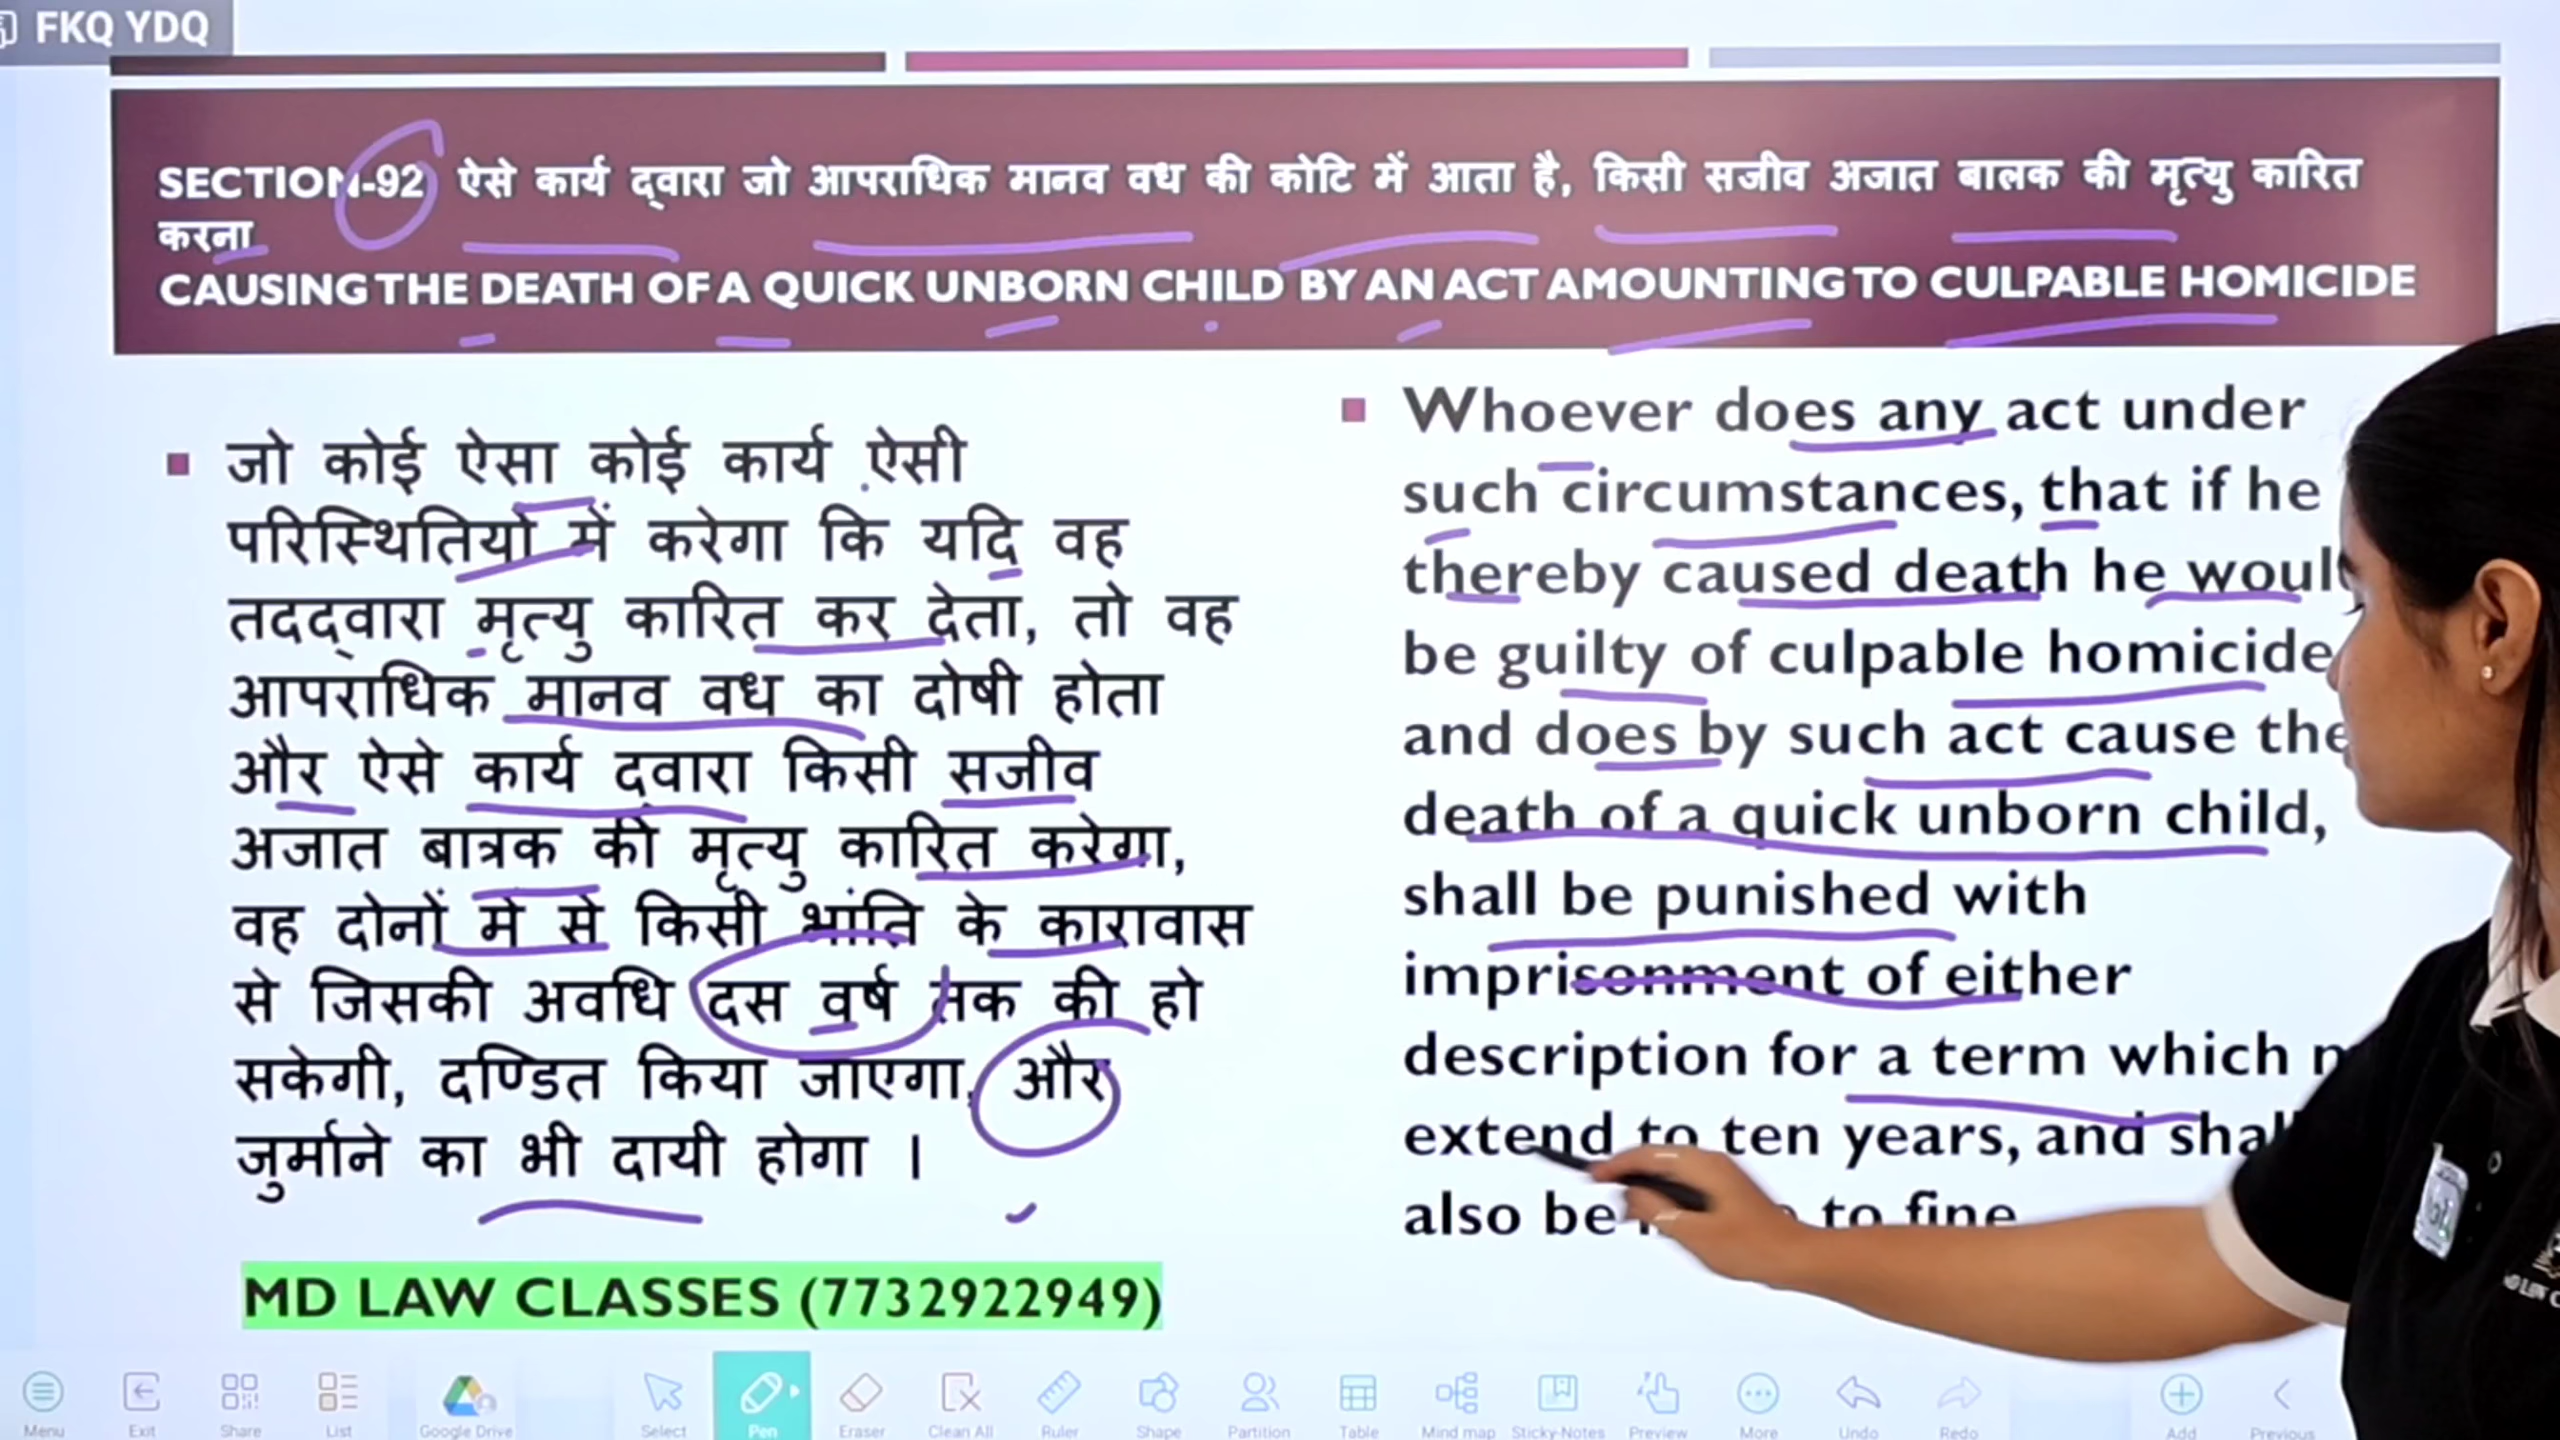 FKQ YDQ
SECTION-92 ऐसे कार्य द्वारा जो आपराधिक मानव वध की कोटि में आता है, किसी सजीव अजात बालक की मृत्यु कारित
करना
CAUSING THE DEATH OF A QUICK UNBORN CHILD BY AN ACT AMOUNTING TO CULPABLE HOMICIDE
जो कोई ऐसा कोई कार्य ऐसी
परिस्थितियों में करेगा कि यदि वह
तदद्वारा मृत्यु कारित कर देता, तो वह
आपराधिक मानव वध का दोषी होता
और ऐसे कार्य द्वारा किसी सजीव
अजात बात्रक की मृत्यु कारित करेगा,
वह दोनों में से किसी भांति के कारावास
से जिसकी अवधि दस वर्ष तक की हो
सकेगी, दण्डित किया जाएगा, और
जुर्माने का भी दायी होगा ।
Whoever does any act under
such circumstances, that if he
thereby caused death he
be guilty of culpable homicide
and does by such act cause the
death of a quick unborn child,
shall be punished with
imprisonment of either
description for a term which
extend to ten years, and
also be to fine
MD LAW CLASSES (7732922949)
Menu Exit Share List Google Drive Select Pen Eraser Clean All Ruler Shape Partition Table Mind map Sticky-Notes Preview More Undo Redo Add Previous